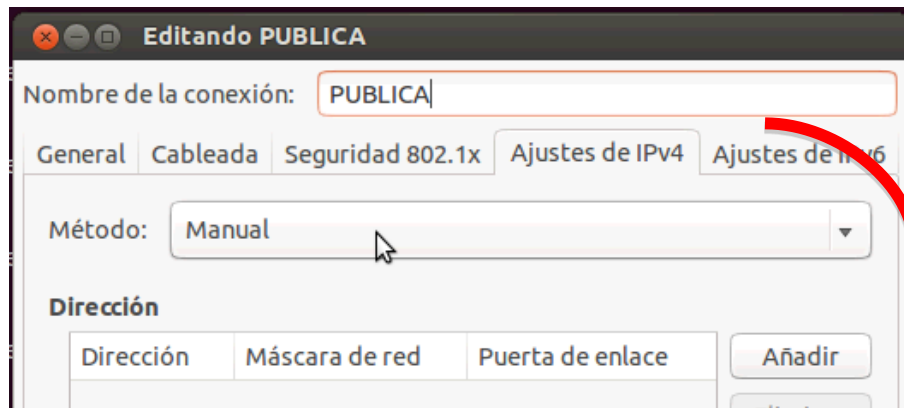 Editando PUBLICA
Nombre de la conexión: PUBLICA
General Cableada Seguridad 802.1x Ajustes de IPv4 Ajustes de IPv6
Método: Manual
Dirección
Dirección Máscara de red Puerta de enlace Añadir